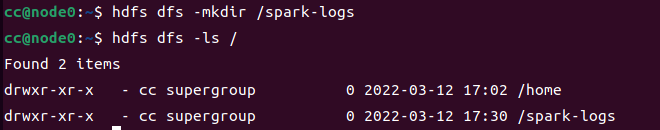 cc@node0:~$ hdfs dfs -mkdir /spark-logs
cc@node0:~$ hdfs dfs -ls /
Found 2 items
drwxr-xr-x   - cc supergroup          0 2022-03-12 17:02 /home
drwxr-xr-x   - cc supergroup          0 2022-03-12 17:30 /spark-logs